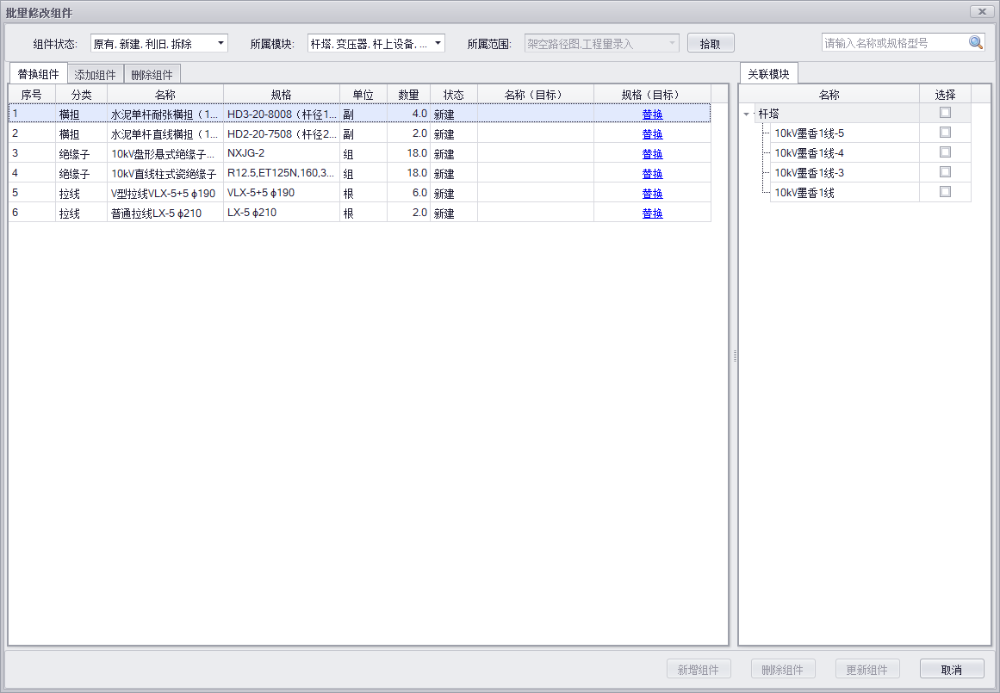 批量修改组件
组件状态: 原有, 新建, 利旧, 拆除 所属模块: 杆塔, 变压器, 杆上设备, ... 所属范围: 架空路径图,工程量录入 拾取 请输入名称或规格型号
替换组件 添加组件 删除组件 关联模块
序号 分类 名称 规格 单位 数量 状态 名称（目标） 规格（目标） 名称 选择
1 横担 水泥单杆耐张横担（1... HD3-20-8008（杆径1... 副 4.0 新建 替换 杆塔
2 横担 水泥单杆直线横担（1... HD2-20-7508（杆径2... 副 2.0 新建 替换 10kV墨香1线-5
3 绝缘子 10kV盘形悬式绝缘子... NXJG-2 组 18.0 新建 替换 10kV墨香1线-4
4 绝缘子 10kV直线柱式瓷绝缘子 R12.5,ET125N,160,3... 组 18.0 新建 替换 10kV墨香1线-3
5 拉线 V型拉线VLX-5+5 ϕ190 VLX-5+5 ϕ190 根 6.0 新建 替换 10kV墨香1线
6 拉线 普通拉线LX-5 ϕ210 LX-5 ϕ210 根 2.0 新建 替换
新增组件 删除组件 更新组件 取消